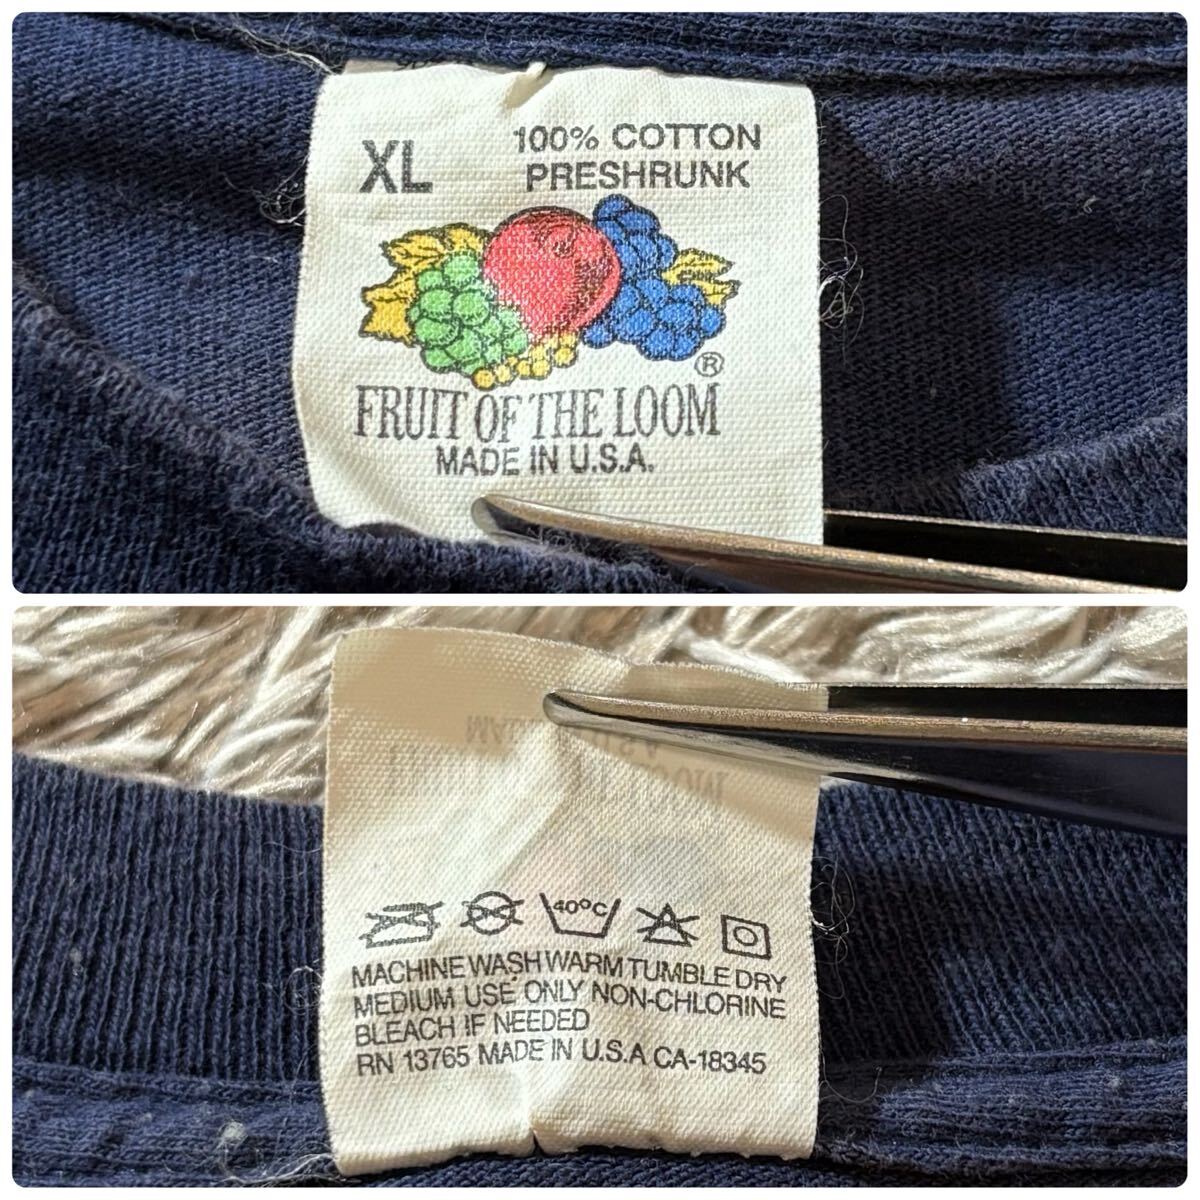 XL
100% COTTON
PRESHRUNK
®
FRUIT OF THE LOOM
MADE IN U.S.A.
40°C
MACHINE WASH WARM TUMBLE DRY
MEDIUM USE ONLY NON-CHLORINE
BLEACH IF NEEDED
RN 13765 MADE IN U.S.A CA-18345